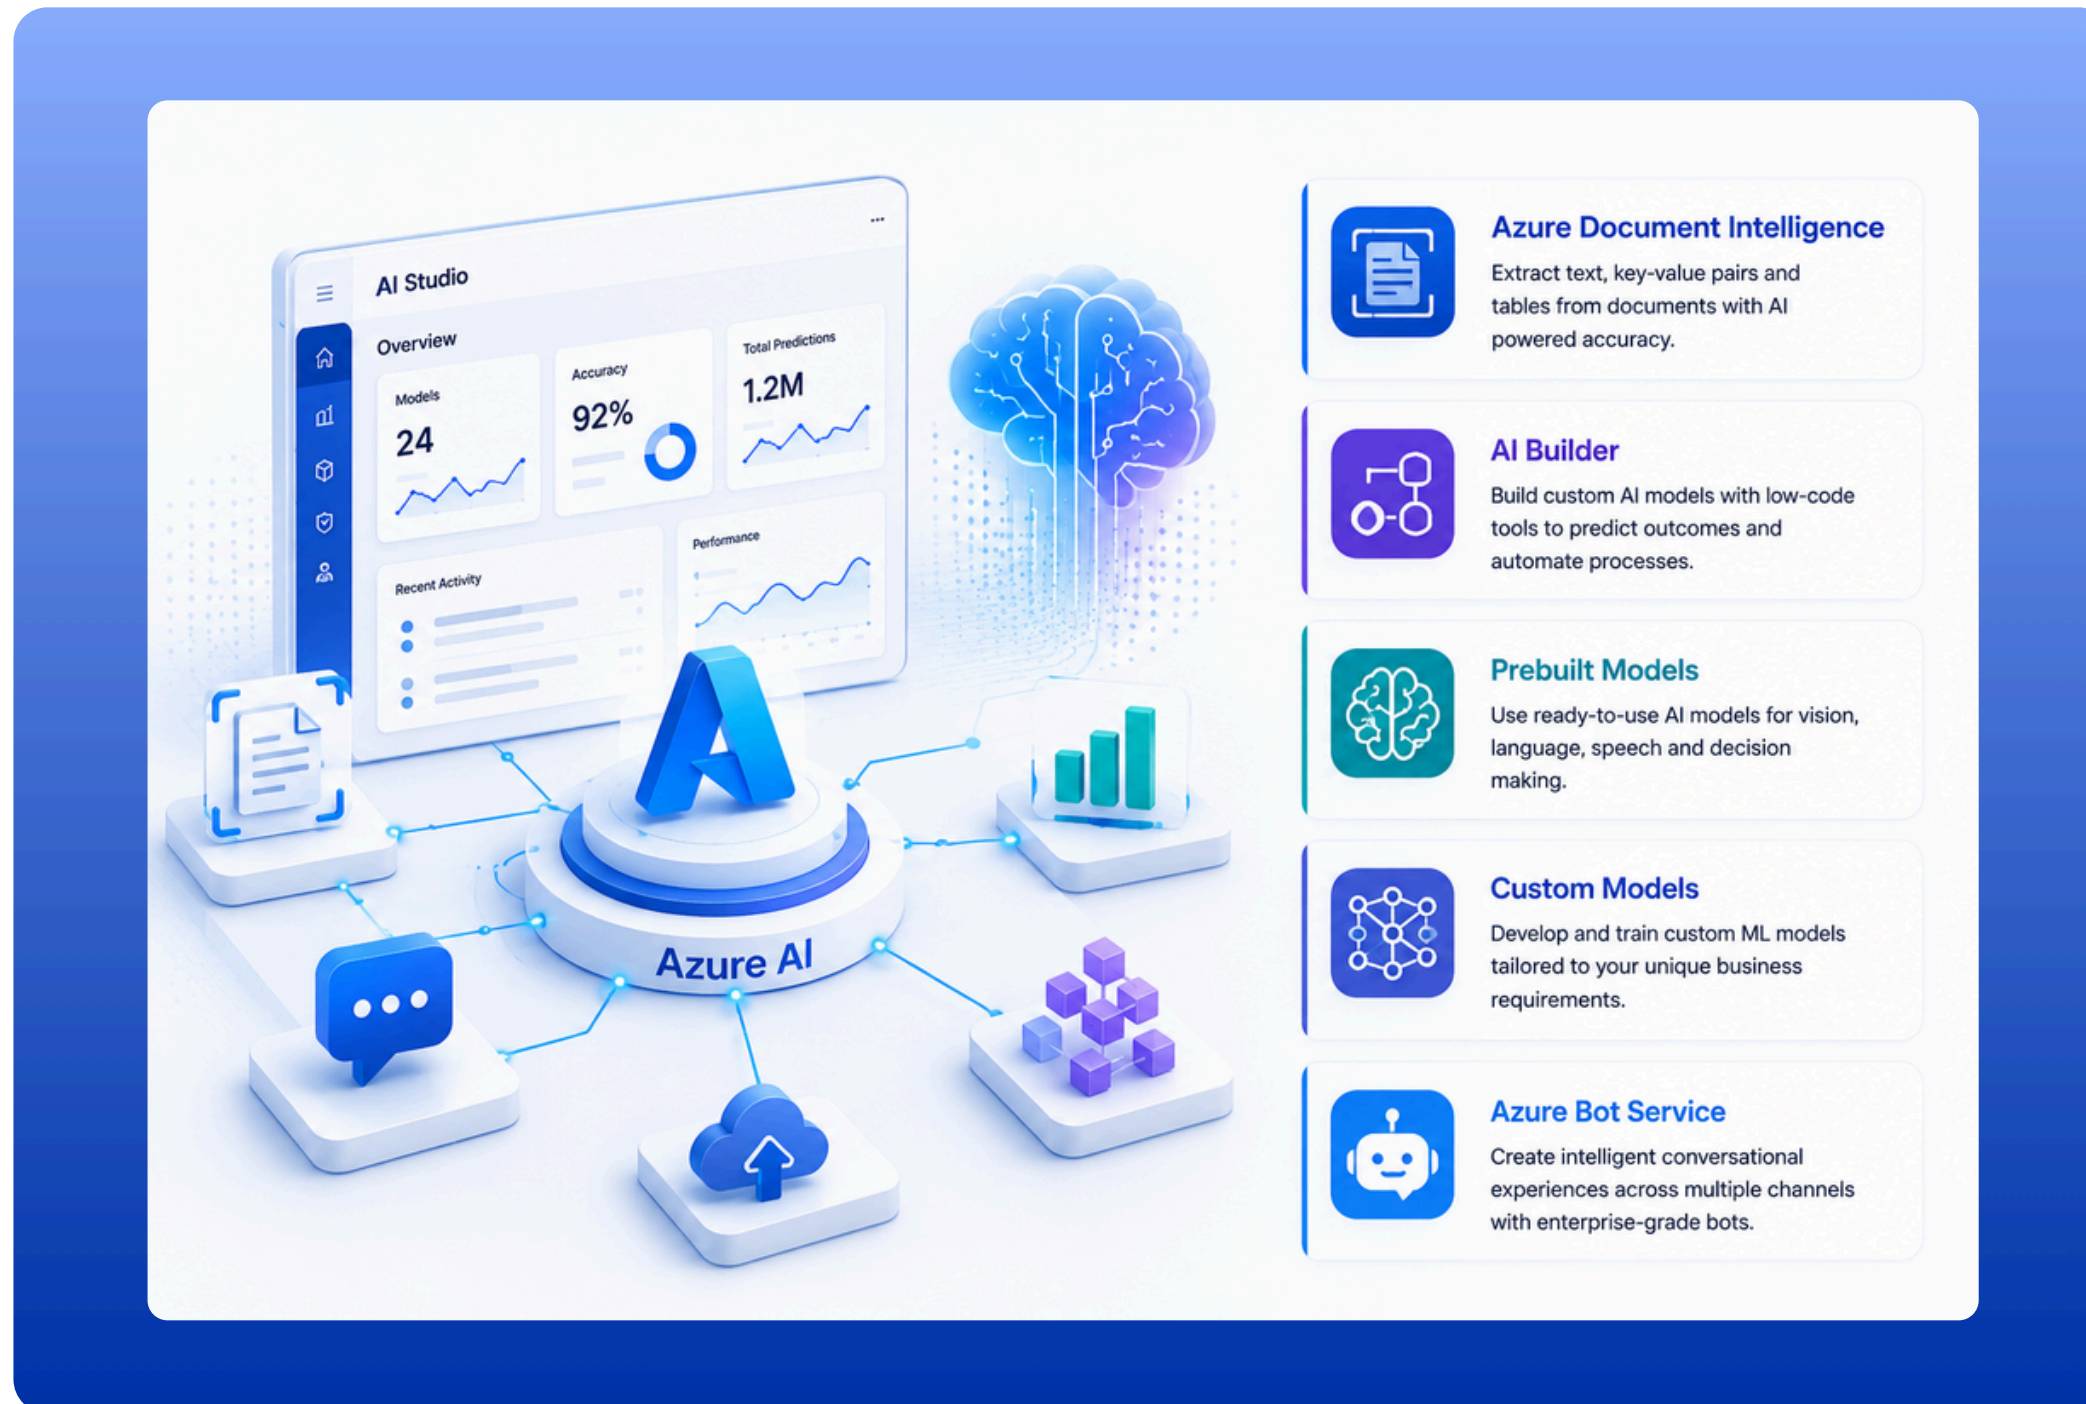 AI Studio
Overview
Models
24
Accuracy
92%
Total Predictions
1.2M
Recent Activity
Performance
Azure AI
Azure Document Intelligence
Extract text, key-value pairs and
tables from documents with AI
powered accuracy.
AI Builder
Build custom AI models with low-code
tools to predict outcomes and
automate processes.
Prebuilt Models
Use ready-to-use AI models for vision,
language, speech and decision
making.
Custom Models
Develop and train custom ML models
tailored to your unique business
requirements.
Azure Bot Service
Create intelligent conversational
experiences across multiple channels
with enterprise-grade bots.